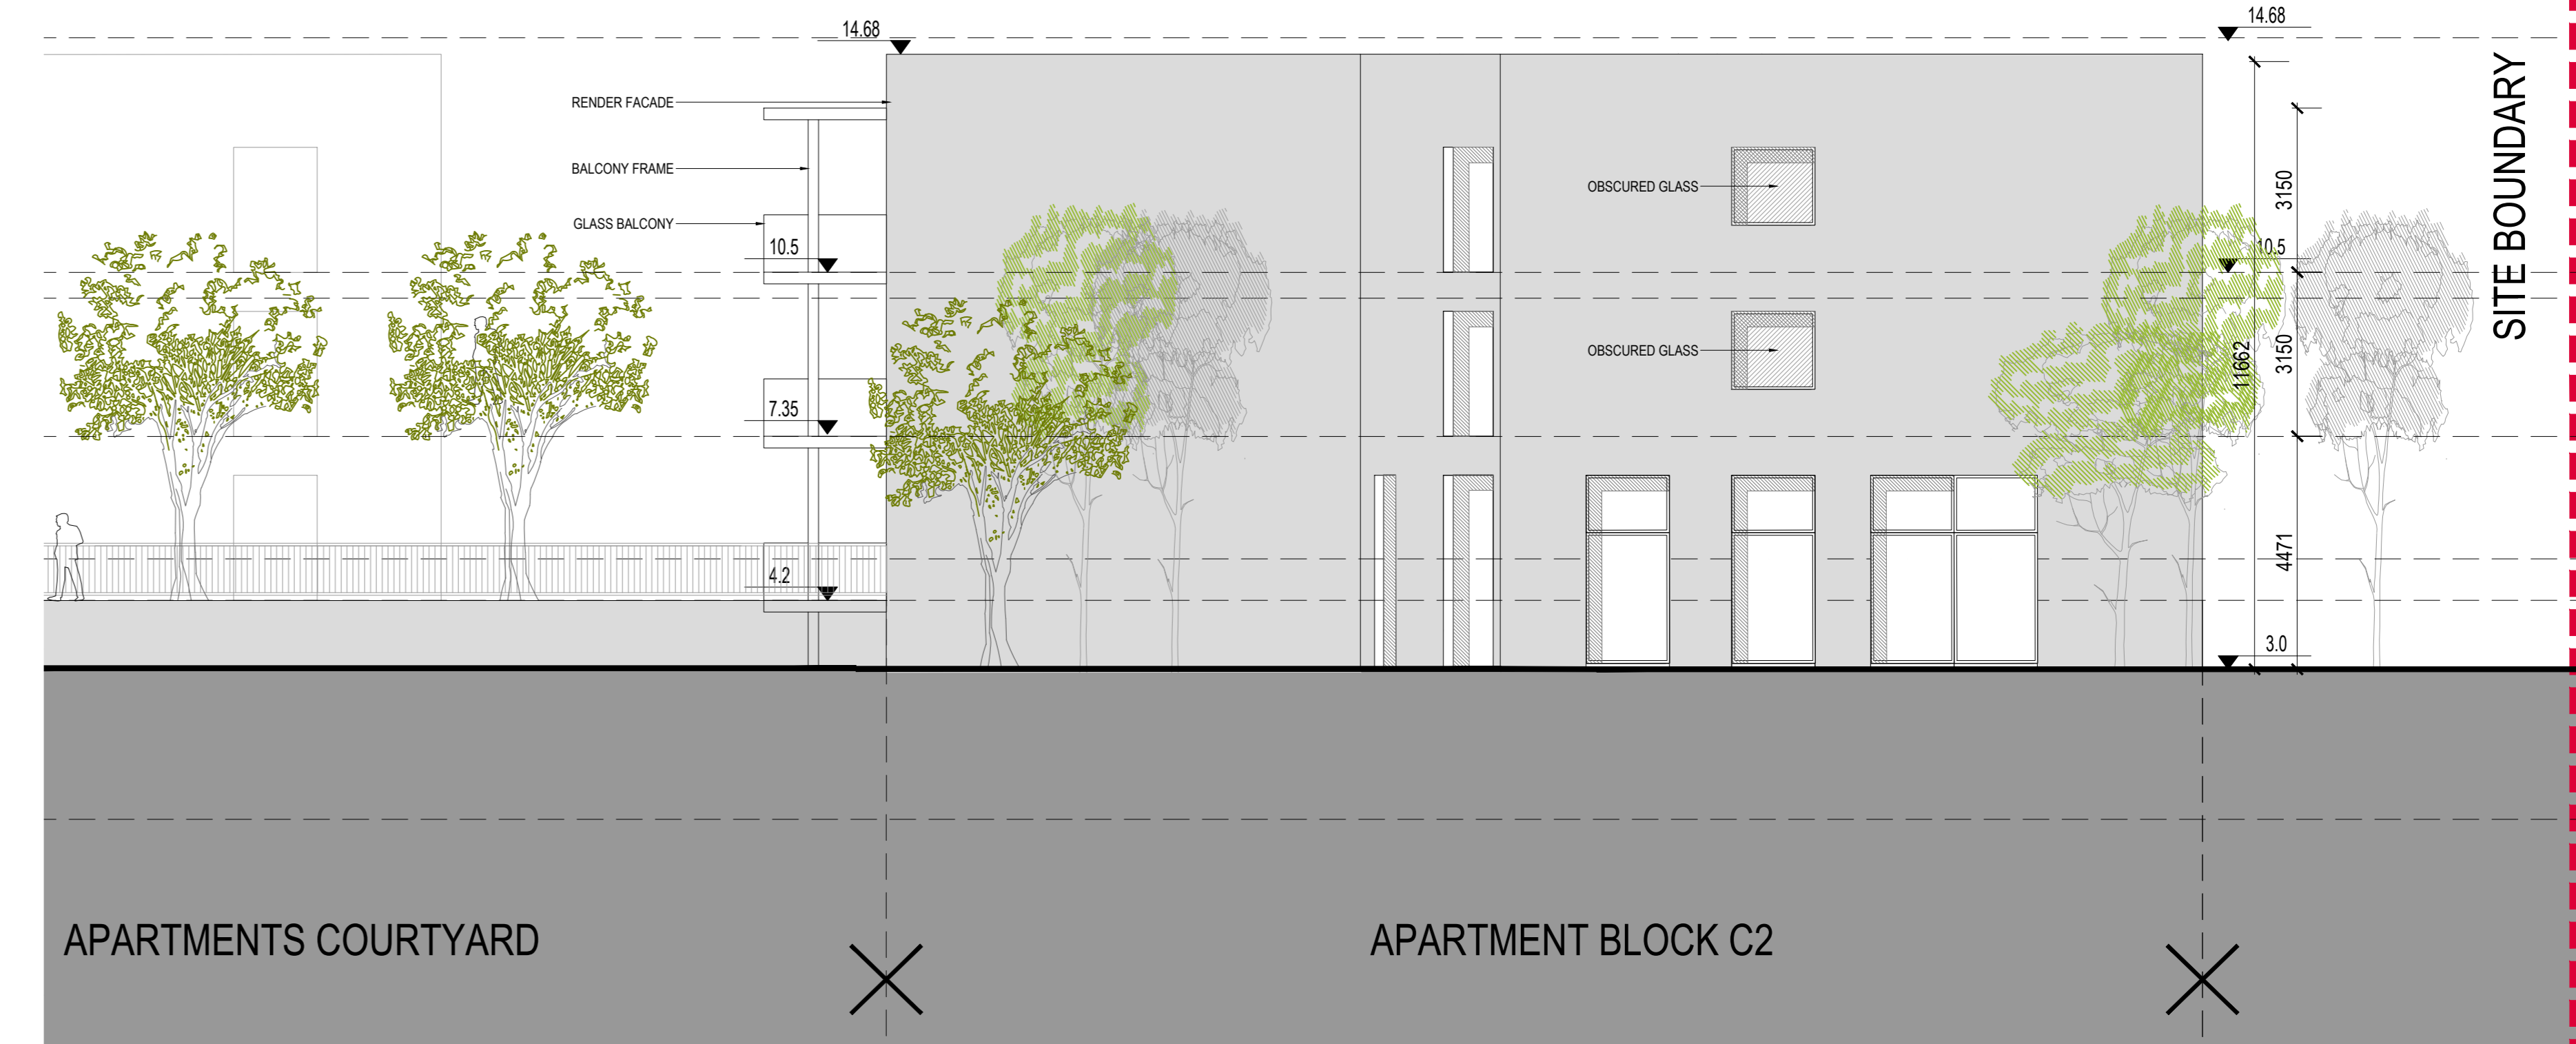 14.68
14.68
RENDER FACADE
BALCONY FRAME
GLASS BALCONY
10.5
7.35
4.2
OBSCURED GLASS
OBSCURED GLASS
3150
10.5
3150
11662
4471
3.0
SITE BOUNDARY
APARTMENTS COURTYARD
APARTMENT BLOCK C2